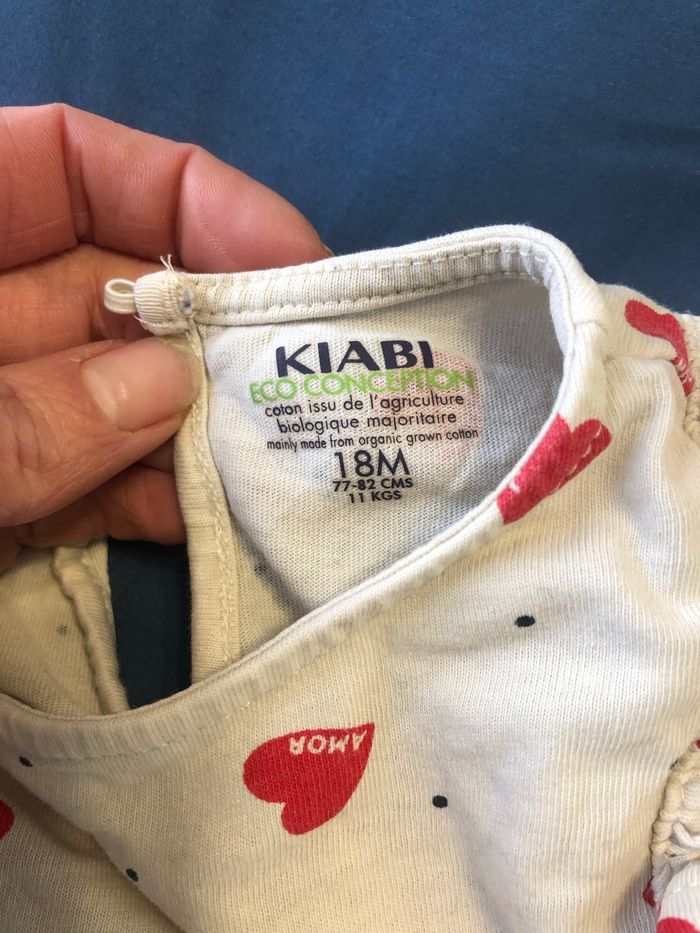 KIABI
ECO CONCEPTION
coton issu de l'agriculture
biologique majoritaire
mainly made from organic grown cotton
18M
77-82 CMS
11 KGS
AMOR